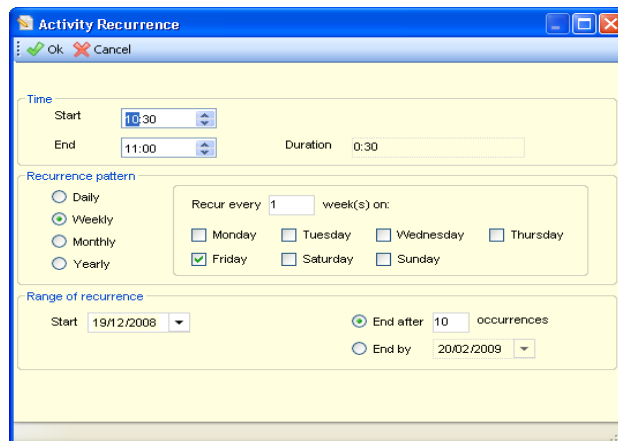 Activity Recurrence
Ok Cancel
Time
Start 10:30
End 11:00 Duration 0:30
Recurrence pattern
Daily
Weekly
Monthly
Yearly
Recur every 1 week(s) on:
Monday Tuesday Wednesday Thursday
Friday Saturday Sunday
Range of recurrence
Start 19/12/2008 End after 10 occurrences
End by 20/02/2009